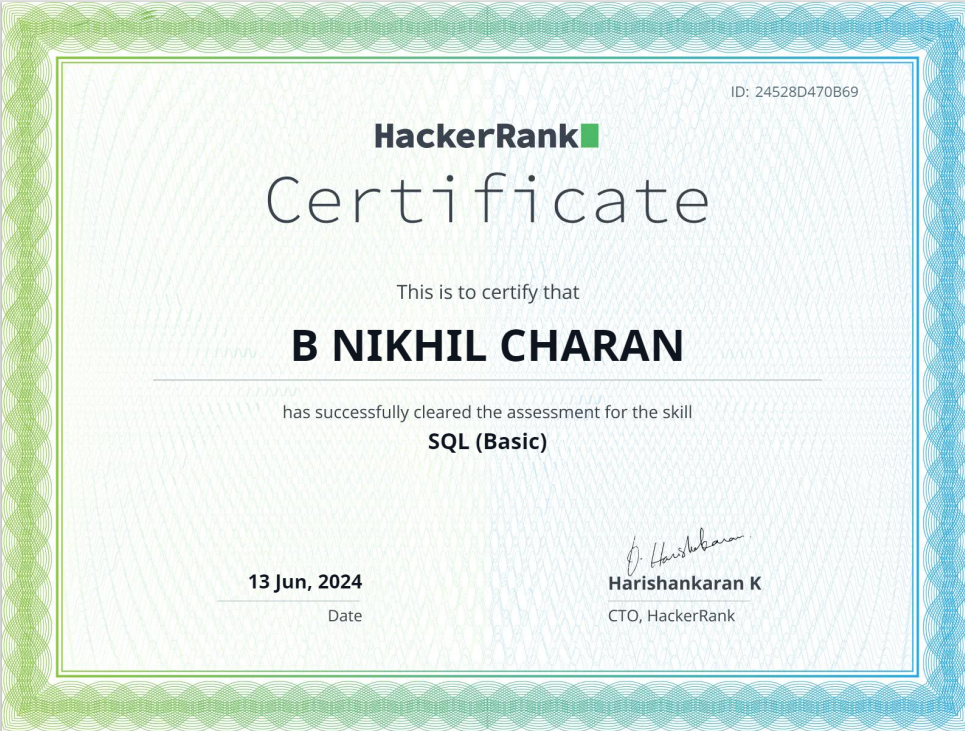 ID: 24528D470B69
HackerRank
Certificate
This is to certify that
B NIKHIL CHARAN
has successfully cleared the assessment for the skill
SQL (Basic)
13 Jun, 2024
Date
Harishankaran K
CTO, HackerRank